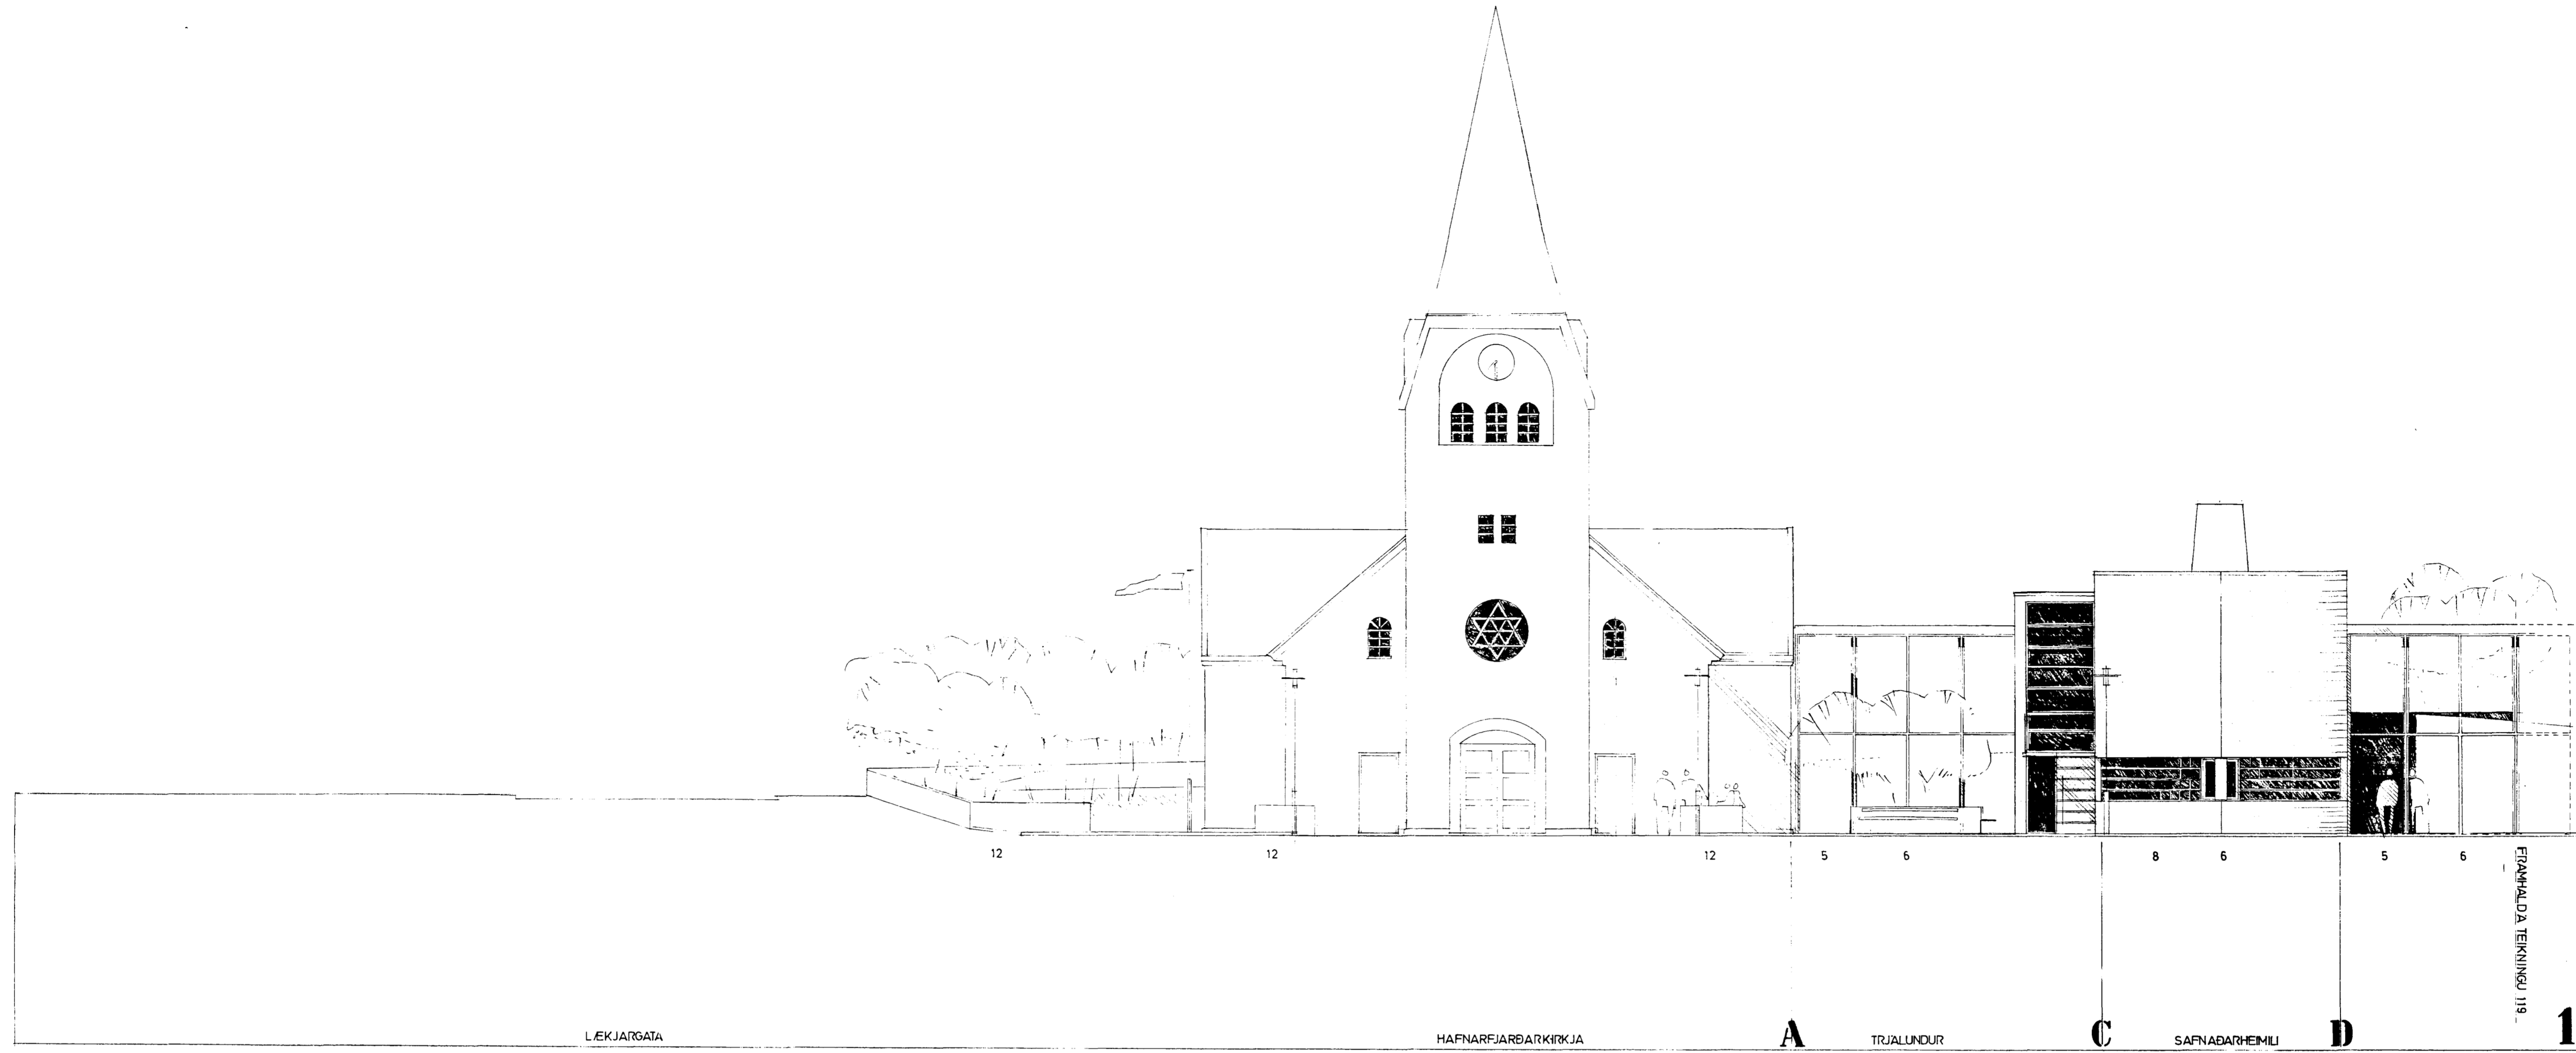 12 12 12 5 6 8 6 5 6
FRAMHALD Á TEIKNINGU 119
LÆKJARGATA HAFNARFJARÐARKIRKJA A TRJÁLUNDUR C SAFNAÐARHEIMILI D 1